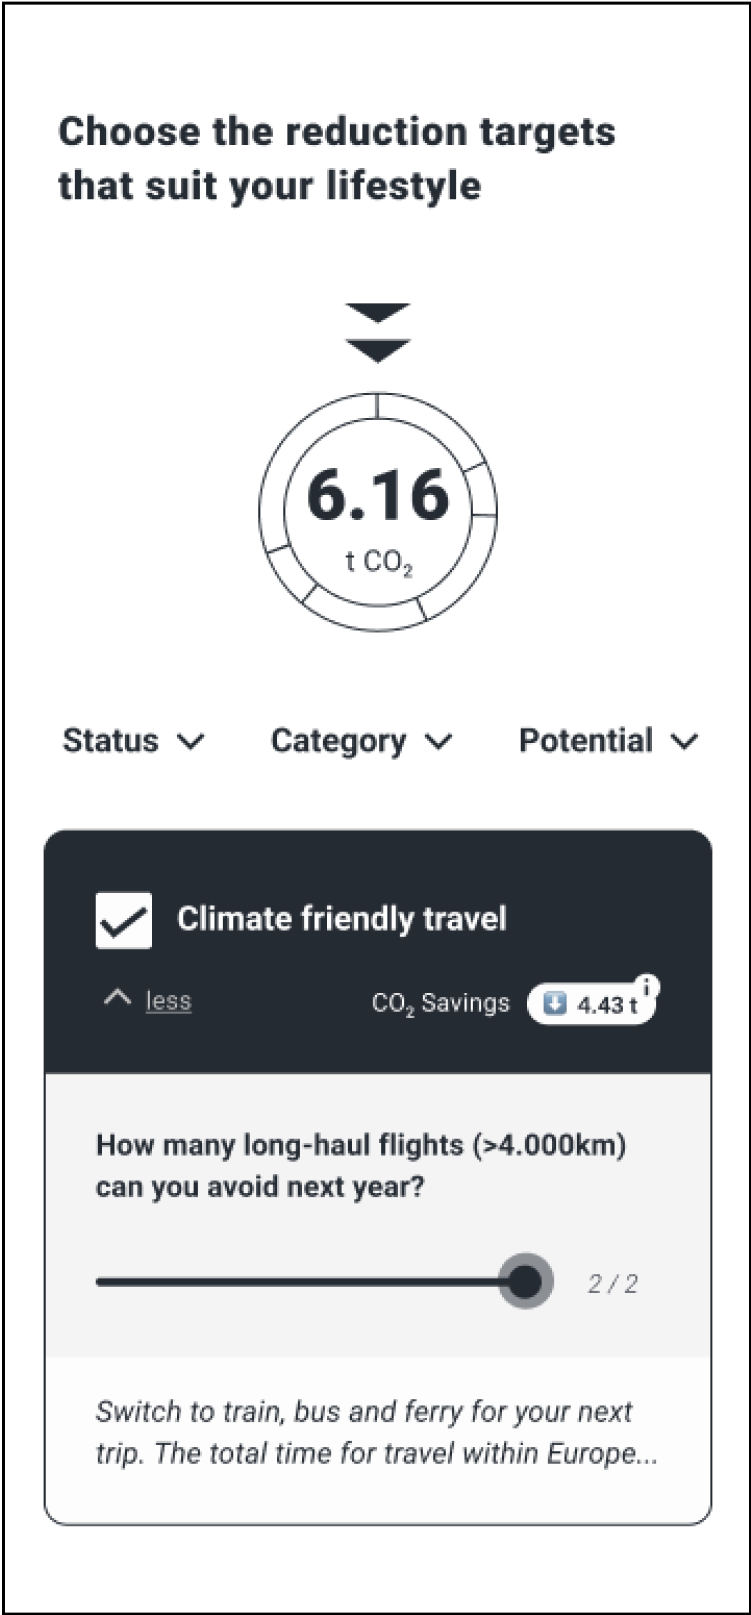 Choose the reduction targets
that suit your lifestyle
6.16
t CO₂
Status
Category
Potential
Climate friendly travel
less
CO₂ Savings
4.43 t
i
How many long-haul flights (>4.000km)
can you avoid next year?
2 / 2
Switch to train, bus and ferry for your next
trip. The total time for travel within Europe...